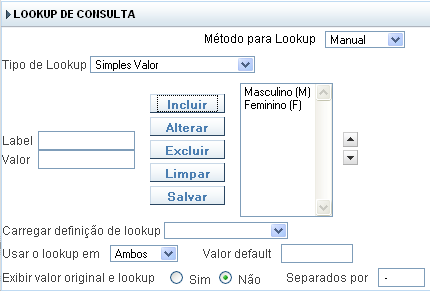 LOOKUP DE CONSULTA
Método para Lookup Manual
Tipo de Lookup Simples Valor
Incluir
Alterar
Excluir
Limpar
Salvar
Masculino (M)
Feminino (F)
Label
Valor
Carregar definição de lookup
Usar o lookup em Ambos Valor default
Exibir valor original e lookup Sim Não Separados por -